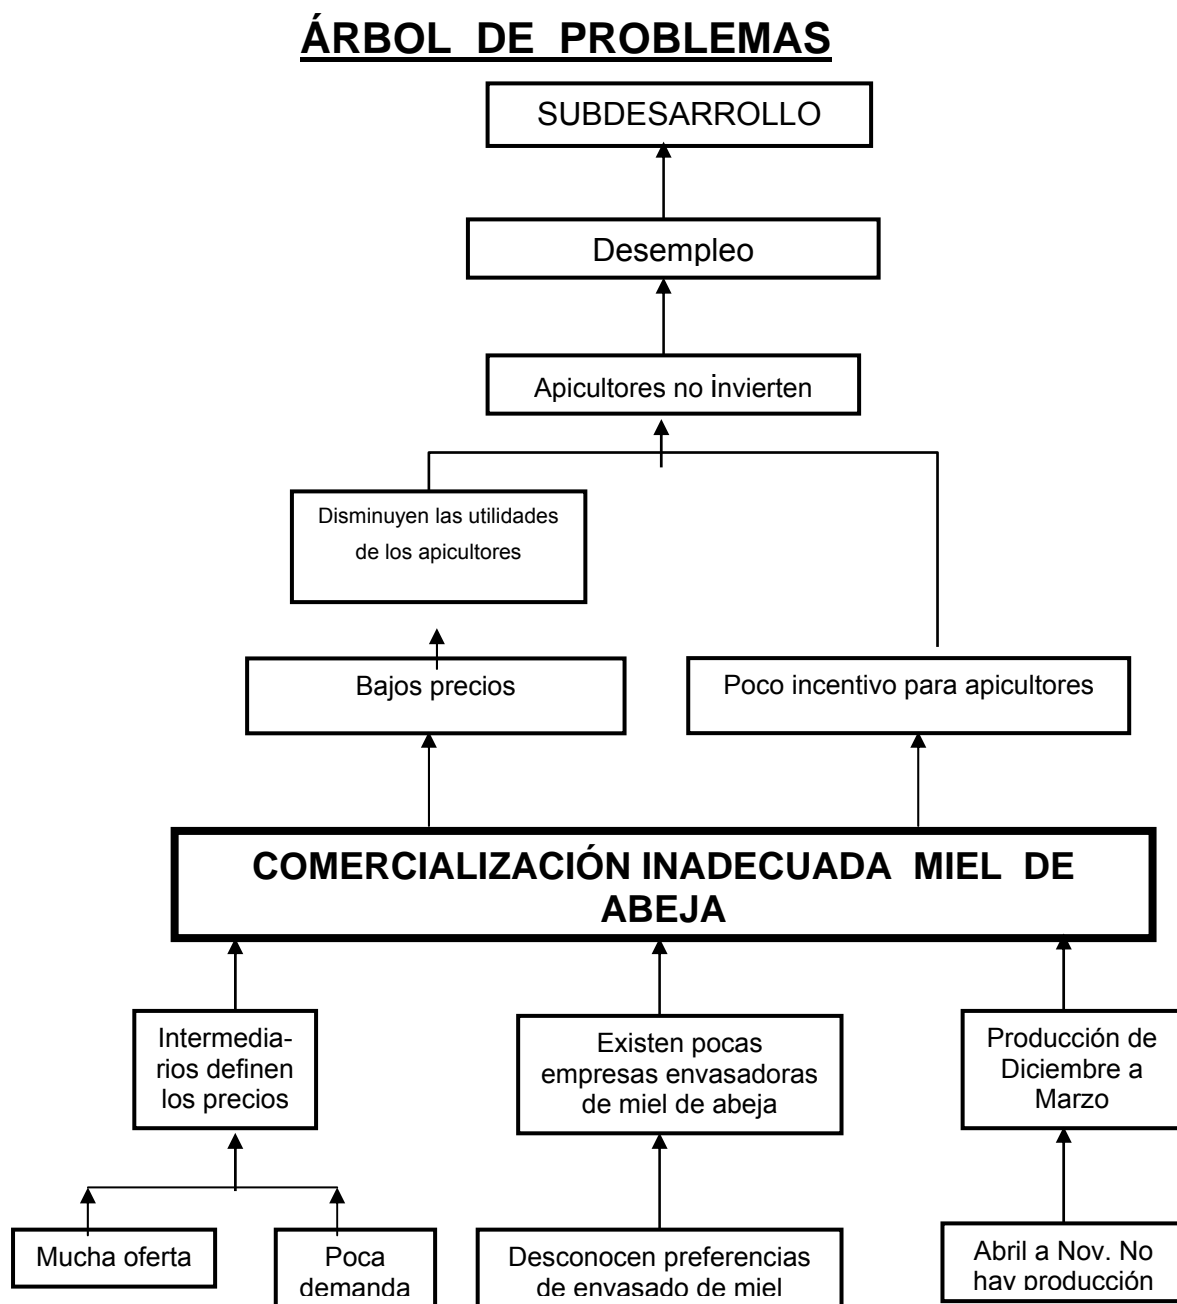 ÁRBOL DE PROBLEMAS
SUBDESARROLLO
Desempleo
Apicultores no invierten
Disminuyen las utilidades
de los apicultores
Bajos precios
Poco incentivo para apicultores
COMERCIALIZACIÓN INADECUADA MIEL DE
ABEJA
Intermedia-
rios definen
los precios
Existen pocas
empresas envasadoras
de miel de abeja
Producción de
Diciembre a
Marzo
Mucha oferta
Poca
demanda
Desconocen preferencias
de envasado de miel
Abril a Nov. No
hay producción